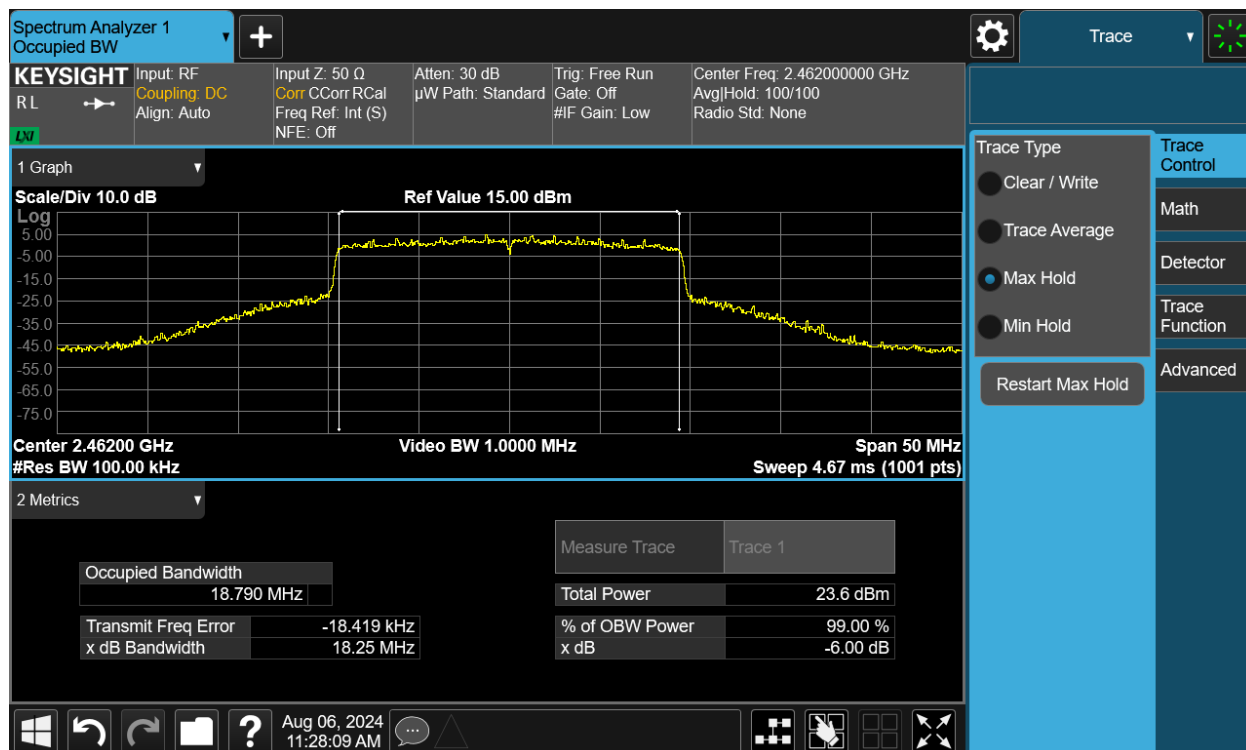 Spectrum Analyzer 1
Occupied BW
+
Trace
KEYSIGHT
R L
LXI
Input: RF
Coupling: DC
Align: Auto
Input Z: 50 Ω
Corr CCorr RCal
Freq Ref: Int (S)
NFE: Off
Atten: 30 dB
µW Path: Standard
Trig: Free Run
Gate: Off
#IF Gain: Low
Center Freq: 2.462000000 GHz
Avg|Hold: 100/100
Radio Std: None
1 Graph
Scale/Div 10.0 dB
Ref Value 15.00 dBm
Log
5.00
-5.00
-15.0
-25.0
-35.0
-45.0
-55.0
-65.0
-75.0
Center 2.46200 GHz
Video BW 1.0000 MHz
Span 50 MHz
#Res BW 100.00 kHz
Sweep 4.67 ms (1001 pts)
2 Metrics
Measure Trace
Trace 1
Occupied Bandwidth
18.790 MHz
Total Power
23.6 dBm
Transmit Freq Error
-18.419 kHz
% of OBW Power
99.00 %
x dB Bandwidth
18.25 MHz
x dB
-6.00 dB
Trace Type
Clear / Write
Trace Average
Max Hold
Min Hold
Restart Max Hold
Trace
Control
Math
Detector
Trace
Function
Advanced
?
Aug 06, 2024
11:28:09 AM